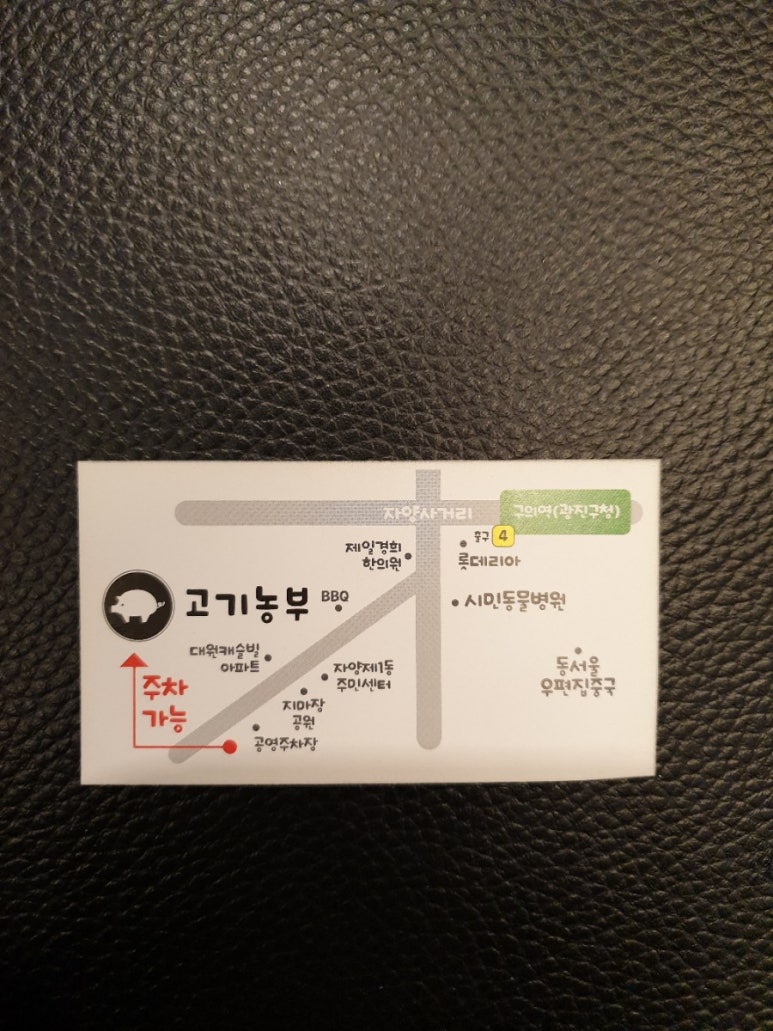 자양사거리
구의역(광진구청)
출구 4
제일경희
한의원
롯데리아
고기농부
BBQ
시민동물병원
대원캐슬빌
아파트
자양제1동
주민센터
동서울
우편집중국
주차
가능
지마장
공원
공영주차장